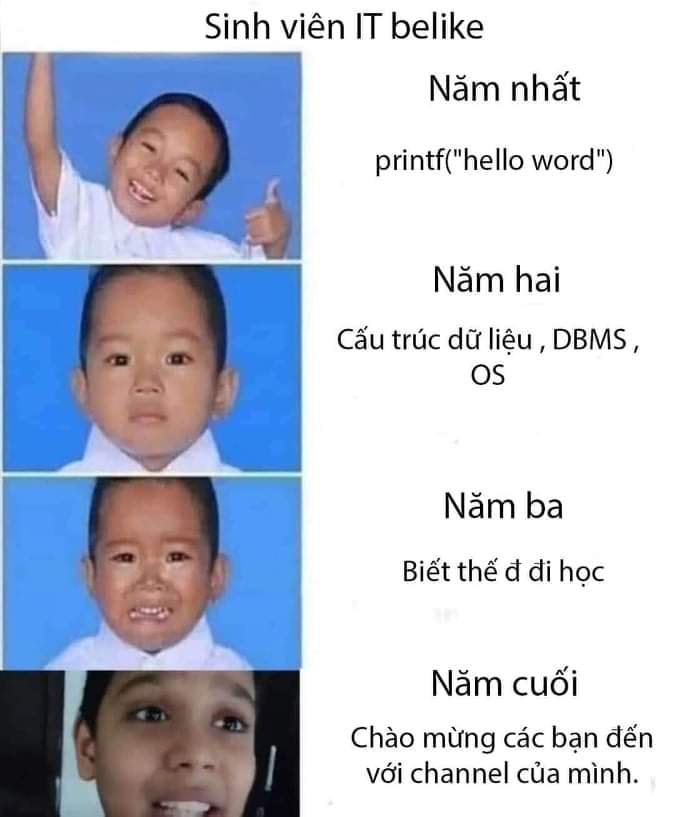 Sinh viên IT belike
Năm nhất
printf("hello word")
Năm hai
Cấu trúc dữ liệu , DBMS ,
OS
Năm ba
Biết thế đ đi học
Năm cuối
Chào mừng các bạn đến
với channel của mình.